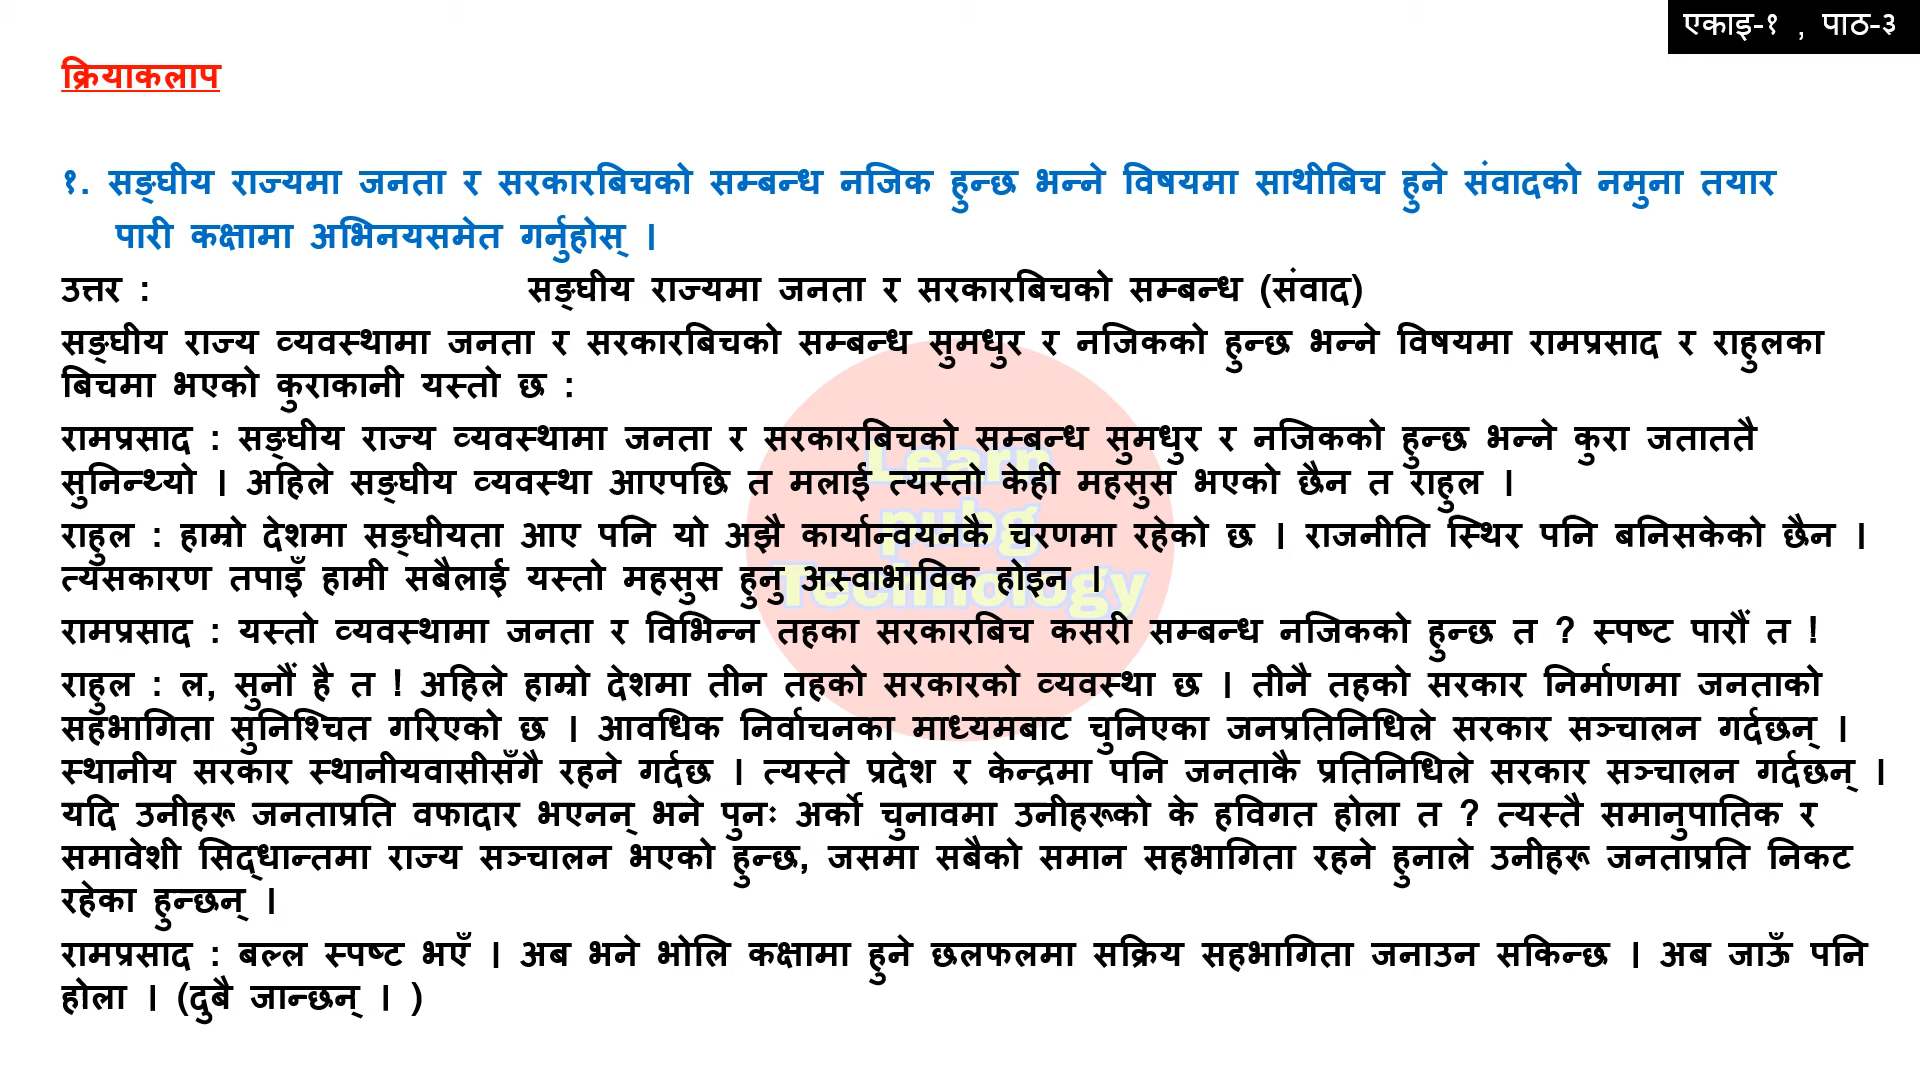 एकाइ-१ , पाठ-३
क्रियाकलाप
१. सङ्घीय राज्यमा जनता र सरकारबिचको सम्बन्ध नजिक हुन्छ भन्ने विषयमा साथीबिच हुने संवादको नमुना तयार
पारी कक्षामा अभिनयसमेत गर्नुहोस् ।
उत्तर : सङ्घीय राज्यमा जनता र सरकारबिचको सम्बन्ध (संवाद)
सङ्घीय राज्य व्यवस्थामा जनता र सरकारबिचको सम्बन्ध सुमधुर र नजिकको हुन्छ भन्ने विषयमा रामप्रसाद र राहुलका
बिचमा भएको कुराकानी यस्तो छ :
रामप्रसाद : सङ्घीय राज्य व्यवस्थामा जनता र सरकारबिचको सम्बन्ध सुमधुर र नजिकको हुन्छ भन्ने कुरा जताततै
सुनिन्थ्यो । अहिले सङ्घीय व्यवस्था आएपछि त मलाई त्यस्तो केही महसुस भएको छैन त राहुल ।
राहुल : हाम्रो देशमा सङ्घीयता आए पनि यो अझै कार्यान्वयनकै चरणमा रहेको छ । राजनीति स्थिर पनि बनिसकेको छैन ।
त्यसकारण तपाइँ हामी सबैलाई यस्तो महसुस हुनु अस्वाभाविक होइन ।
रामप्रसाद : यस्तो व्यवस्थामा जनता र विभिन्न तहका सरकारबिच कसरी सम्बन्ध नजिकको हुन्छ त ? स्पष्ट पारौं त !
राहुल : ल, सुनौं है त ! अहिले हाम्रो देशमा तीन तहको सरकारको व्यवस्था छ । तीनै तहको सरकार निर्माणमा जनताको
सहभागिता सुनिश्चित गरिएको छ । आवधिक निर्वाचनका माध्यमबाट चुनिएका जनप्रतिनिधिले सरकार सञ्चालन गर्दछन् ।
स्थानीय सरकार स्थानीयवासीसँगै रहने गर्दछ । त्यस्ते प्रदेश र केन्द्रमा पनि जनताकै प्रतिनिधिले सरकार सञ्चालन गर्दछन् ।
यदि उनीहरू जनताप्रति वफादार भएनन् भने पुनः अर्को चुनावमा उनीहरूको के हविगत होला त ? त्यस्तै समानुपातिक र
समावेशी सिद्धान्तमा राज्य सञ्चालन भएको हुन्छ, जसमा सबैको समान सहभागिता रहने हुनाले उनीहरू जनताप्रति निकट
रहेका हुन्छन् ।
रामप्रसाद : बल्ल स्पष्ट भएँ । अब भने भोलि कक्षामा हुने छलफलमा सक्रिय सहभागिता जनाउन सकिन्छ । अब जाऊँ पनि
होला । (दुबै जान्छन् । )
Learn
pubg
Technology